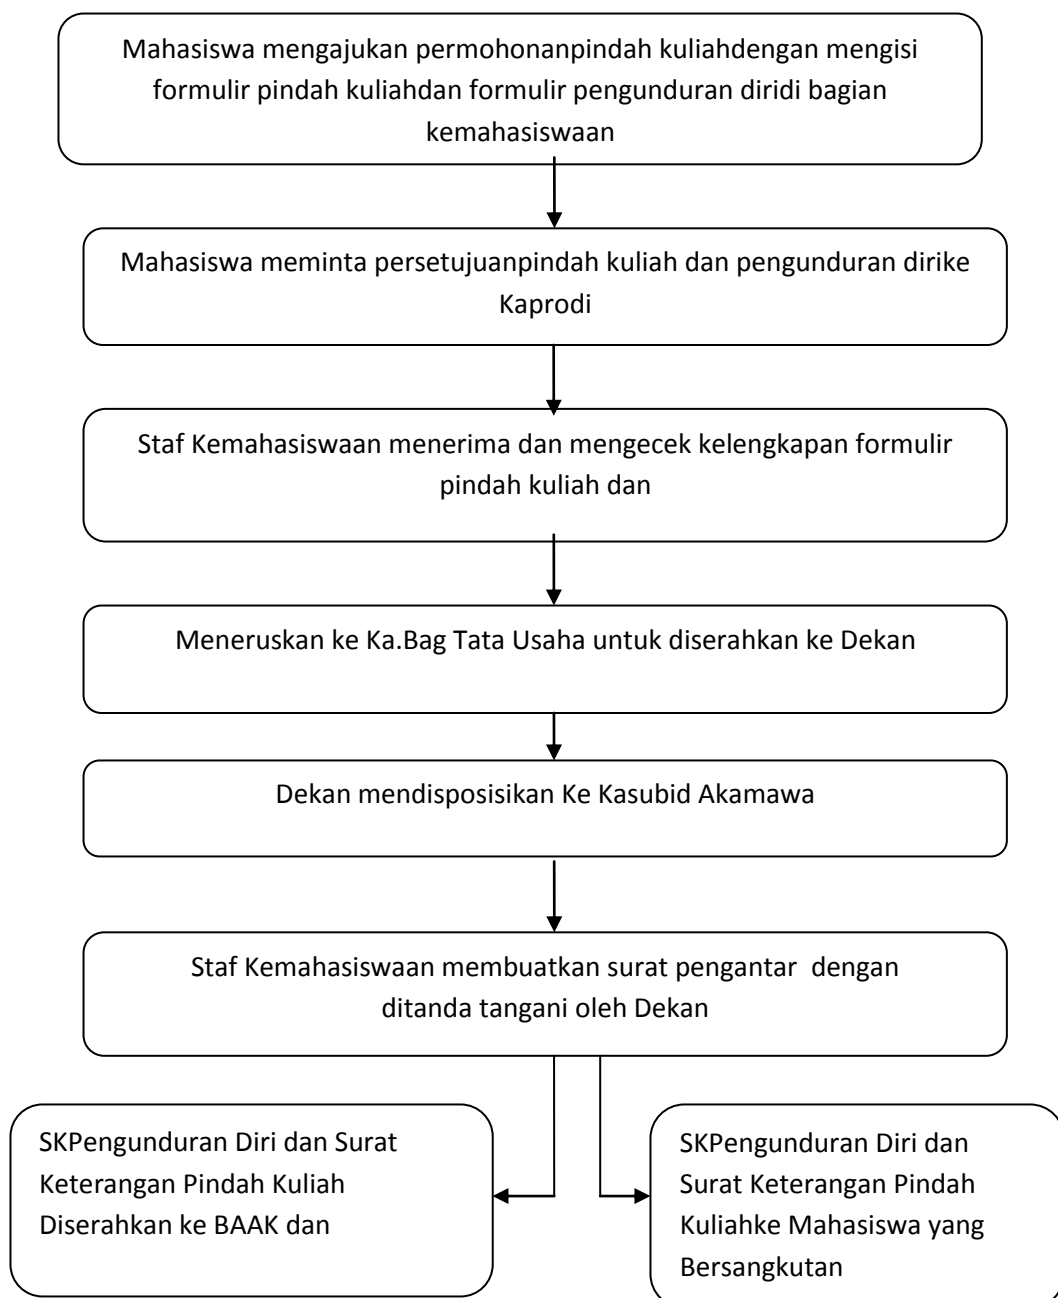 Mahasiswa mengajukan permohonanpindah kuliahdengan mengisi
formulir pindah kuliahdan formulir pengunduran diridi bagian
kemahasiswaan
Mahasiswa meminta persetujuanpindah kuliah dan pengunduran dirike
Kaprodi
Staf Kemahasiswaan menerima dan mengecek kelengkapan formulir
pindah kuliah dan
Meneruskan ke Ka.Bag Tata Usaha untuk diserahkan ke Dekan
Dekan mendisposisikan Ke Kasubid Akamawa
Staf Kemahasiswaan membuatkan surat pengantar  dengan
ditanda tangani oleh Dekan
SKPengunduran Diri dan Surat
Keterangan Pindah Kuliah
Diserahkan ke BAAK dan
SKPengunduran Diri dan
Surat Keterangan Pindah
Kuliahke Mahasiswa yang
Bersangkutan